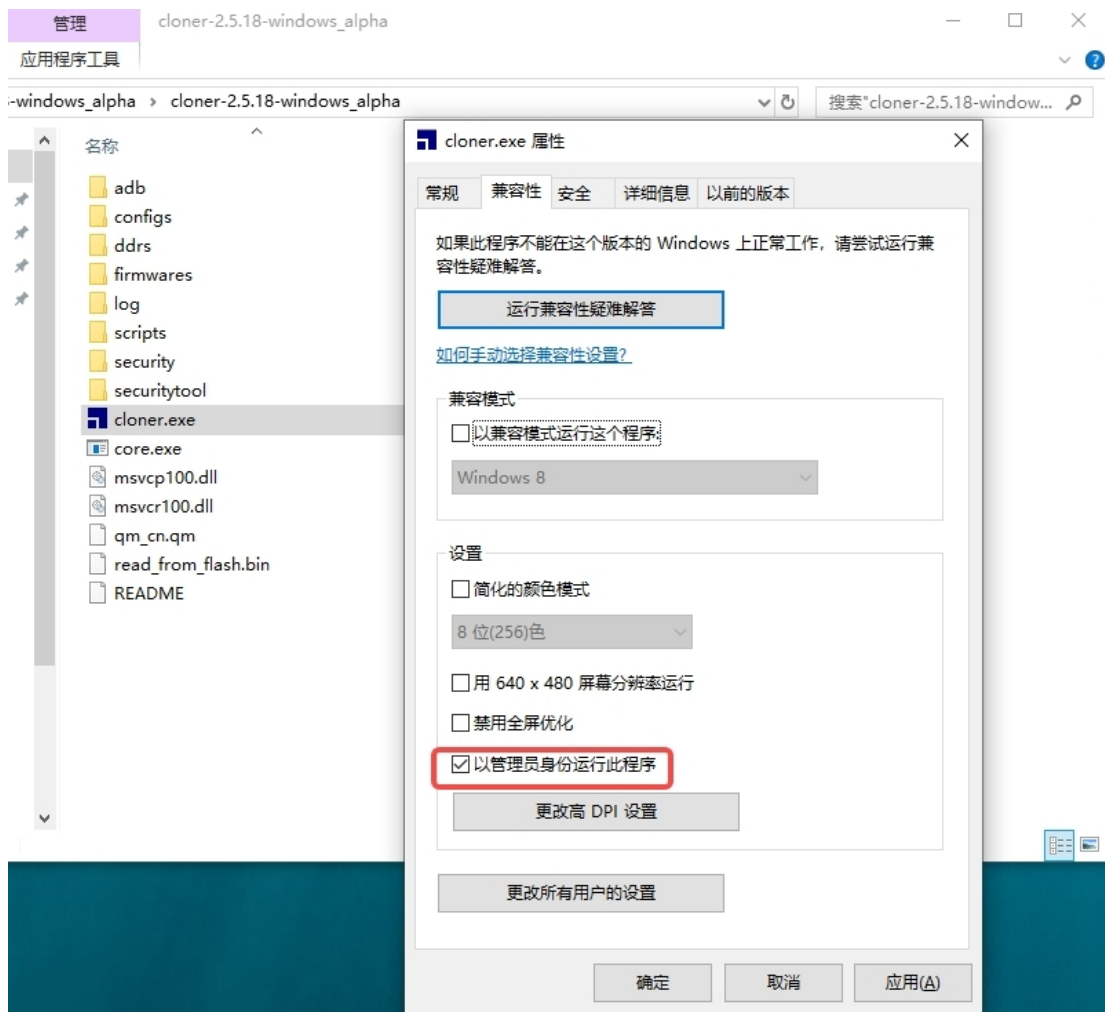 管理
cloner-2.5.18-windows_alpha
应用程序工具
-windows_alpha › cloner-2.5.18-windows_alpha
搜索"cloner-2.5.18-window...
名称
adb
configs
ddrs
firmwares
log
scripts
security
securitytool
cloner.exe
core.exe
msvcp100.dll
msvcr100.dll
qm_cn.qm
read_from_flash.bin
README
cloner.exe 属性
常规 兼容性 安全 详细信息 以前的版本
如果此程序不能在这个版本的 Windows 上正常工作，请尝试运行兼
容性疑难解答。
运行兼容性疑难解答
如何手动选择兼容性设置?
兼容模式
以兼容模式运行这个程序:
Windows 8
设置
简化的颜色模式
8 位(256)色
用 640 x 480 屏幕分辨率运行
禁用全屏优化
以管理员身份运行此程序
更改高 DPI 设置
更改所有用户的设置
确定 取消 应用(A)